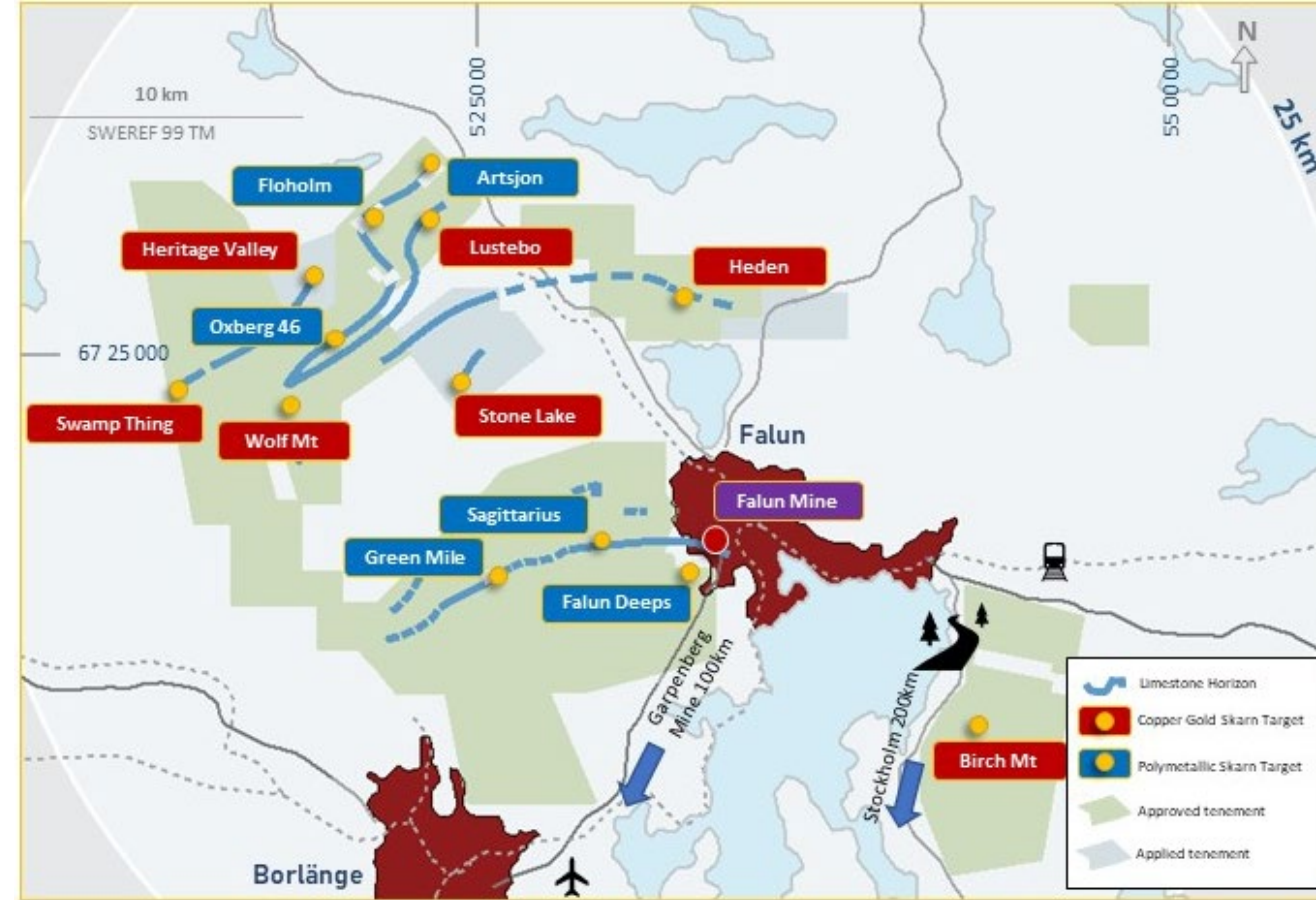 N
10 km
SWEREF 99 TM
52 50 00
55 00 00
25 km
Floholm
Artsjon
Heritage Valley
Lustebo
Heden
Oxberg 46
67 25 000
Swamp Thing
Wolf Mt
Stone Lake
Falun
Falun Mine
Sagittarius
Green Mile
Falun Deeps
Garpenberg
Mine 100km
Stockholm 200km
Birch Mt
Borlänge
Limestone Horizon
Copper Gold Skarn Target
Polymetallic Skarn Target
Approved tenement
Applied tenement